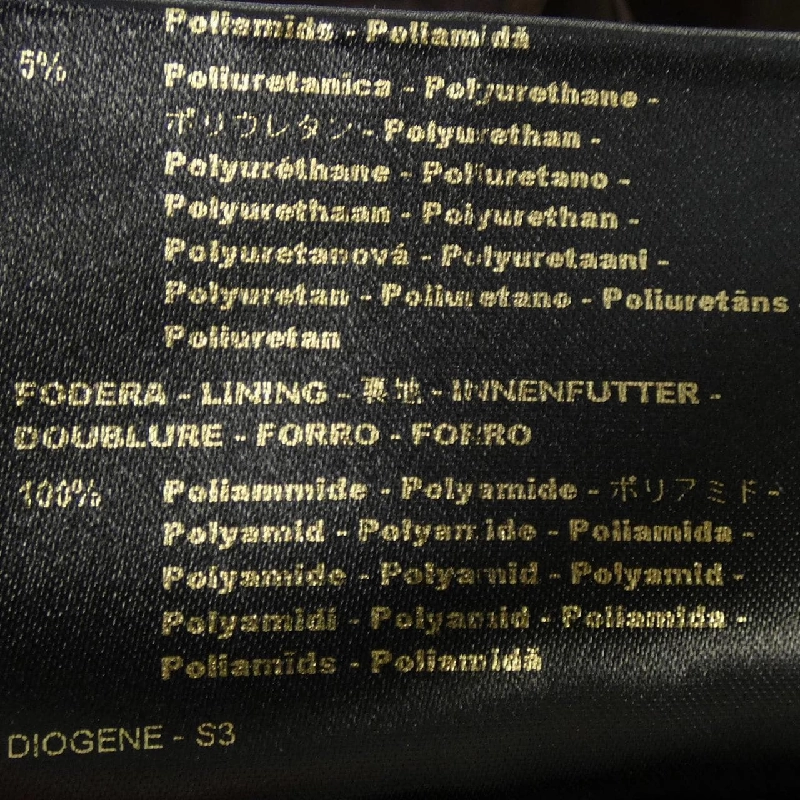 Poliamīds - Poliamidă
5% Poliuretanica - Polyurethane -
ポリウレタン - Polyurethan -
Polyuréthane - Poliuretano -
Polyurethaan - Polyurethan -
Polyuretanová - Polyuretaani -
Polyuretan - Poliuretano - Poliuretāns
Poliuretan
FODERA - LINING - 裏地 - INNENFUTTER -
DOUBLURE - FORRO - FORRO
100% Poliammide - Polyamide - ポリアミド -
Polyamid - Polyamide - Poliamida -
Polyamide - Polyamid - Polyamid -
Polyamidi - Polyamid - Poliamida -
Poliamīds - Poliamidă
DIOGENE - S3